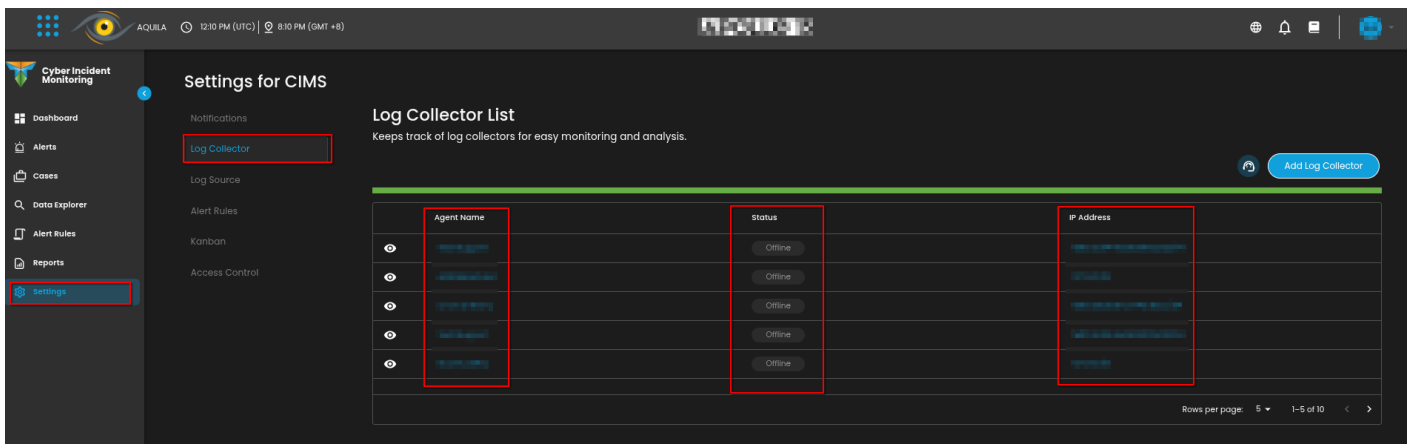 AQUILA 12:10 PM (UTC) | 8:10 PM (GMT +8)
Cyber Incident
Monitoring
Dashboard
Alerts
Cases
Data Explorer
Alert Rules
Reports
Settings
Settings for CIMS
Notifications
Log Collector
Log Source
Alert Rules
Kanban
Access Control
Log Collector List
Keeps track of log collectors for easy monitoring and analysis.
Add Log Collector
Agent Name Status IP Address
Offline
Offline
Offline
Offline
Offline
Rows per page: 5 1–5 of 10